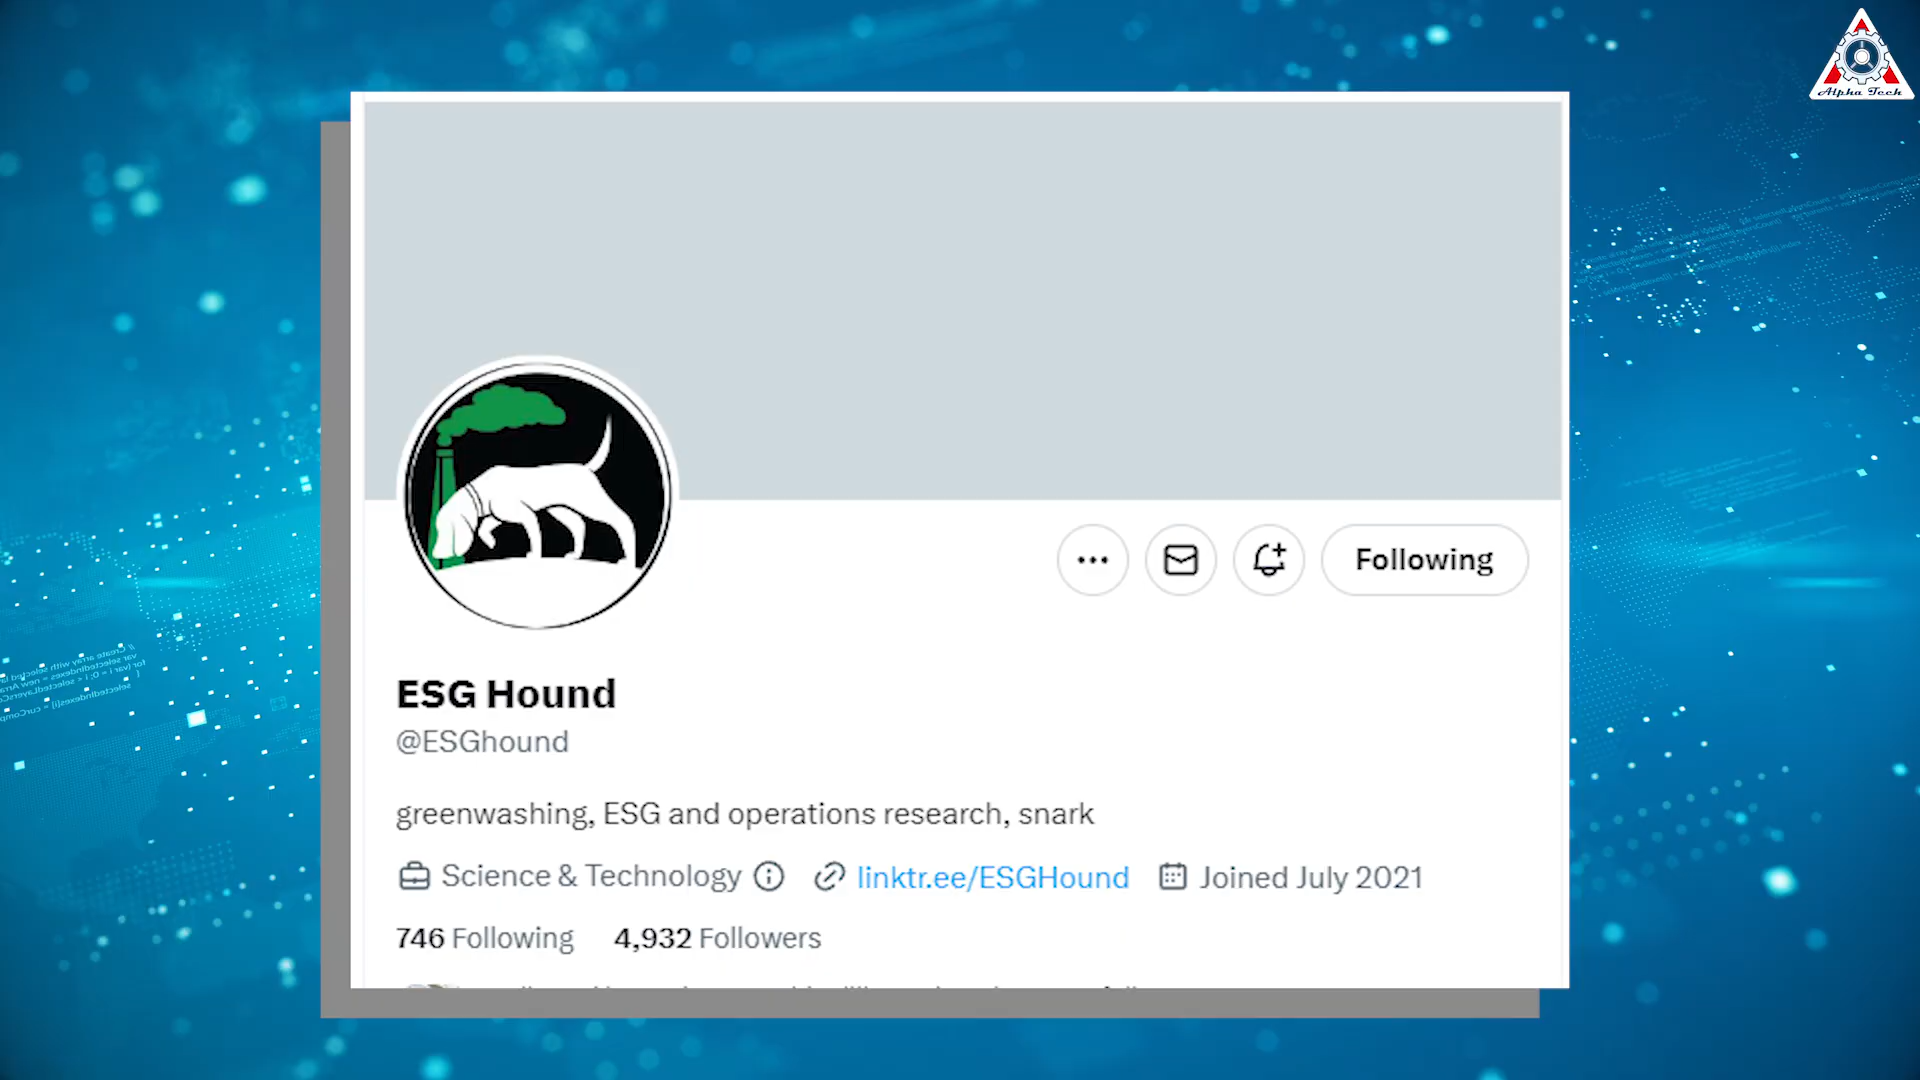 Alpha Tech
Following
ESG Hound
@ESGhound
greenwashing, ESG and operations research, snark
Science & Technology linktr.ee/ESGHound Joined July 2021
746 Following 4,932 Followers